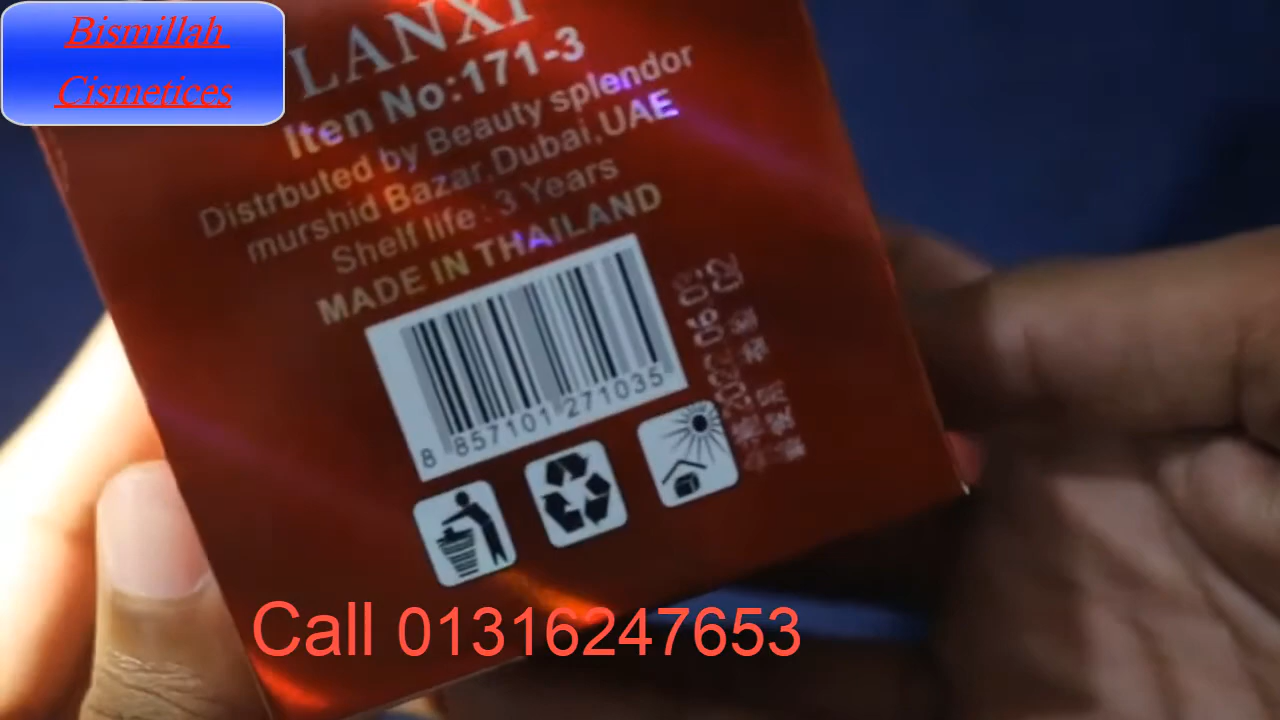 Bismillah
Cismetices
LANXI
Iten No:171-3
Distrbuted by Beauty splendor
murshid Bazar,Dubai,UAE
Shelf life : 3 Years
MADE IN THAILAND
8 857101 271035
Call 01316247653